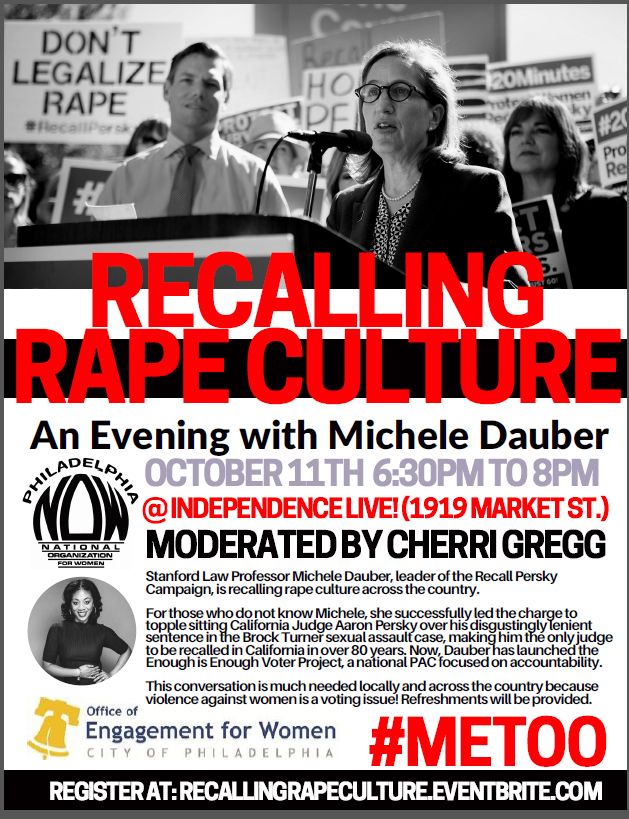 DON'T
LEGALIZE
RAPE
#RecallPersky
20Minutes
RECALLING
RAPE CULTURE
An Evening with Michele Dauber
OCTOBER 11TH 6:30PM TO 8PM
@ INDEPENDENCE LIVE! (1919 MARKET ST.)
MODERATED BY CHERRI GREGG
PHILADELPHIA
NOW
NATIONAL
ORGANIZATION
FOR WOMEN
Stanford Law Professor Michele Dauber, leader of the Recall Persky
Campaign, is recalling rape culture across the country.
For those who do not know Michele, she successfully led the charge to
topple sitting California Judge Aaron Persky over his disgustingly lenient
sentence in the Brock Turner sexual assault case, making him the only judge
to be recalled in California in over 80 years. Now, Dauber has launched the
Enough is Enough Voter Project, a national PAC focused on accountability.
This conversation is much needed locally and across the country because
violence against women is a voting issue! Refreshments will be provided.
Office of
Engagement for Women
CITY OF PHILADELPHIA
#METOO
REGISTER AT: RECALLINGRAPECULTURE.EVENTBRITE.COM